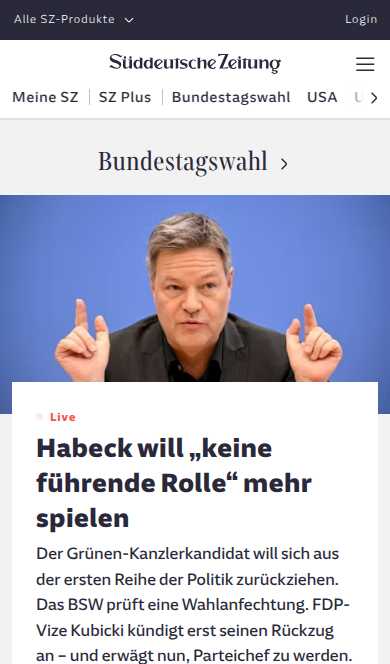 Alle SZ-Produkte
Login
Süddeutsche Zeitung
Meine SZ
SZ Plus
Bundestagswahl
USA
Bundestagswahl
Live
Habeck will „keine
führende Rolle“ mehr
spielen
Der Grünen-Kanzlerkandidat will sich aus
der ersten Reihe der Politik zurückziehen.
Das BSW prüft eine Wahlanfechtung. FDP-
Vize Kubicki kündigt erst seinen Rückzug
an – und erwägt nun, Parteichef zu werden.